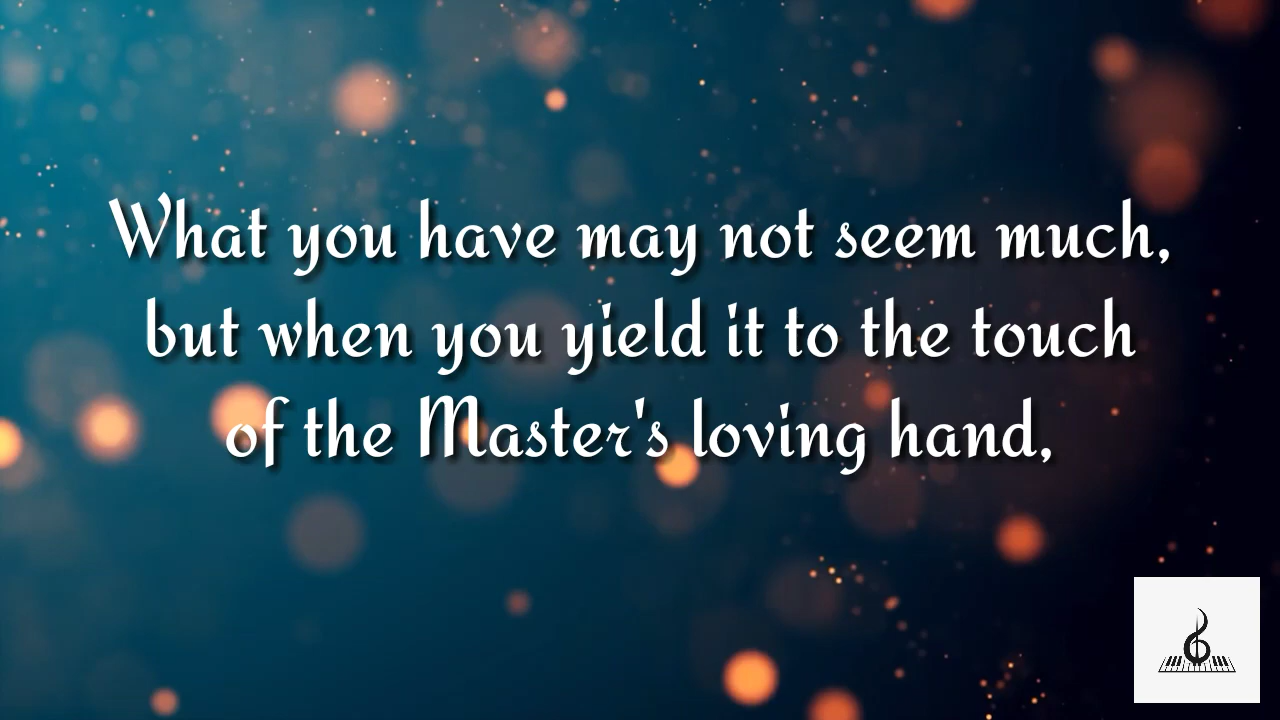 What you have may not seem much,
but when you yield it to the touch
of the Master's loving hand,